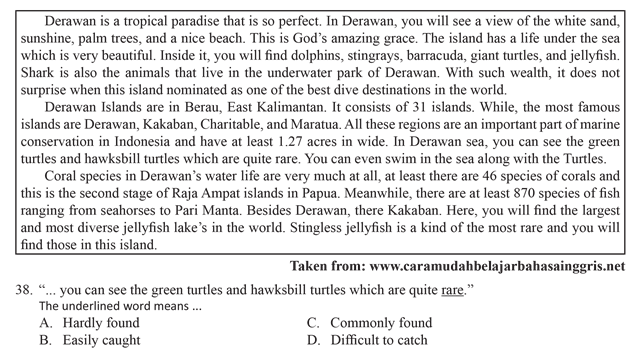 Derawan is a tropical paradise that is so perfect. In Derawan, you will see a view of the white sand,
sunshine, palm trees, and a nice beach. This is God's amazing grace. The island has a life under the sea
which is very beautiful. Inside it, you will find dolphins, stingrays, barracuda, giant turtles, and jellyfish.
Shark is also the animals that live in the underwater park of Derawan. With such wealth, it does not
surprise when this island nominated as one of the best dive destinations in the world.
Derawan Islands are in Berau, East Kalimantan. It consists of 31 islands. While, the most famous
islands are Derawan, Kakaban, Charitable, and Maratua. All these regions are an important part of marine
conservation in Indonesia and have at least 1.27 acres in wide. In Derawan sea, you can see the green
turtles and hawksbill turtles which are quite rare. You can even swim in the sea along with the Turtles.
Coral species in Derawan's water life are very much at all, at least there are 46 species of corals and
this is the second stage of Raja Ampat islands in Papua. Meanwhile, there are at least 870 species of fish
ranging from seahorses to Pari Manta. Besides Derawan, there Kakaban. Here, you will find the largest
and most diverse jellyfish lake's in the world. Stingless jellyfish is a kind of the most rare and you will
find those in this island.
Taken from: www.caramudahbelajarbahasainggris.net
38. "... you can see the green turtles and hawksbill turtles which are quite rare."
The underlined word means ...
A. Hardly found C. Commonly found
B. Easily caught D. Difficult to catch